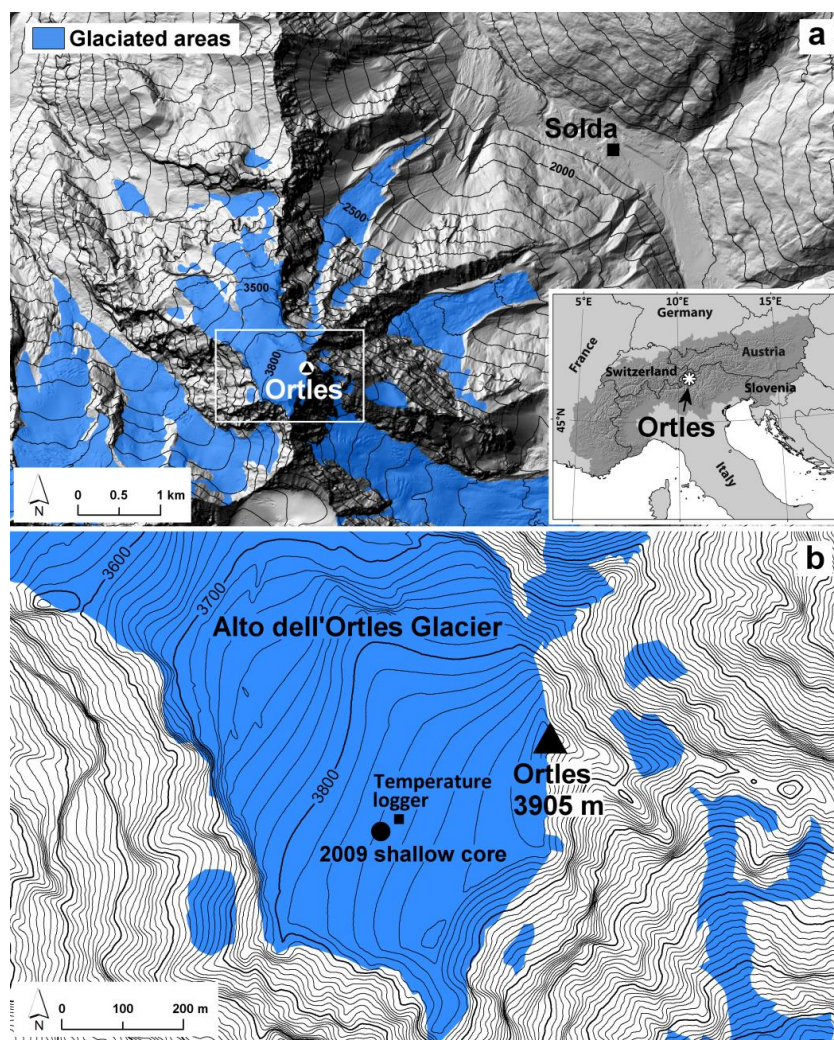 Glaciated areas
a
Solda
2000
2500
3500
3800
Ortles
N
0 0.5 1 km
5°E 10°E 15°E
Germany
France
Austria
Switzerland
Slovenia
45°N
Ortles
Italy
b
3600
3700
Alto dell'Ortles Glacier
3800
Ortles
3905 m
Temperature
logger
2009 shallow core
N
0 100 200 m